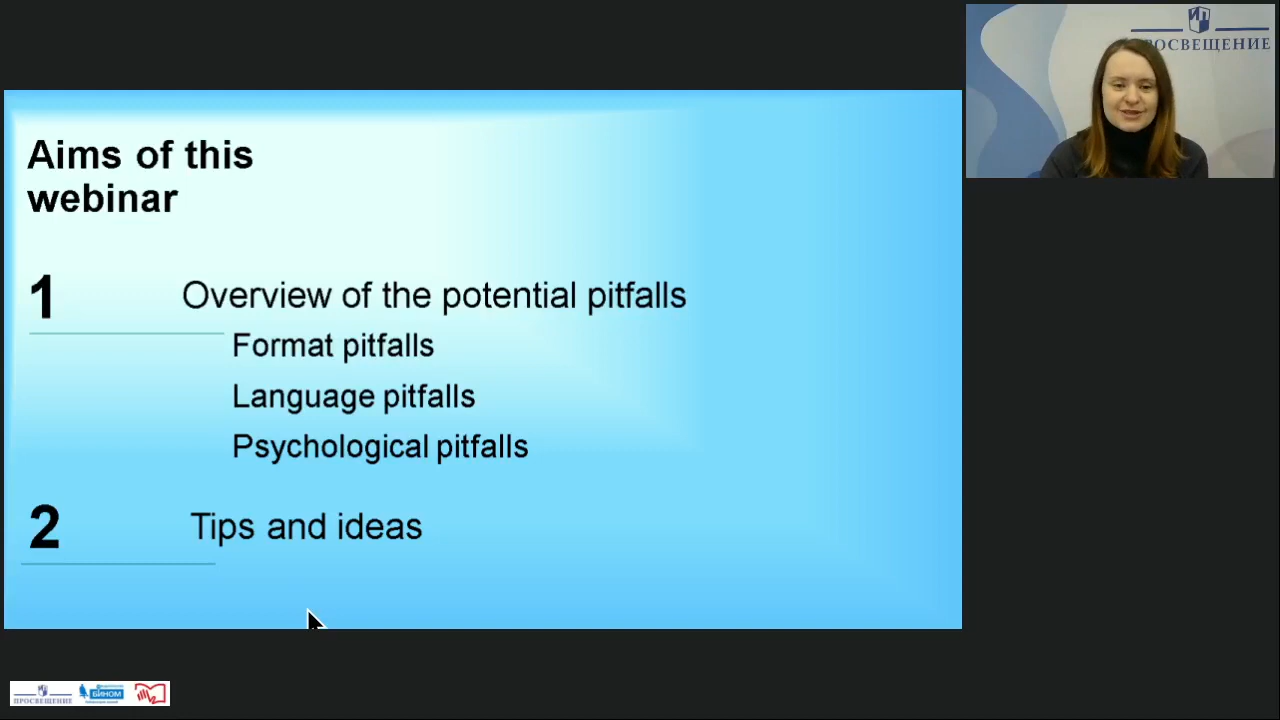 Aims of this
webinar
1
Overview of the potential pitfalls
Format pitfalls
Language pitfalls
Psychological pitfalls
2
Tips and ideas
ПРОСВЕЩЕНИЕ
ПРОСВЕЩЕНИЕ
БИНОМ